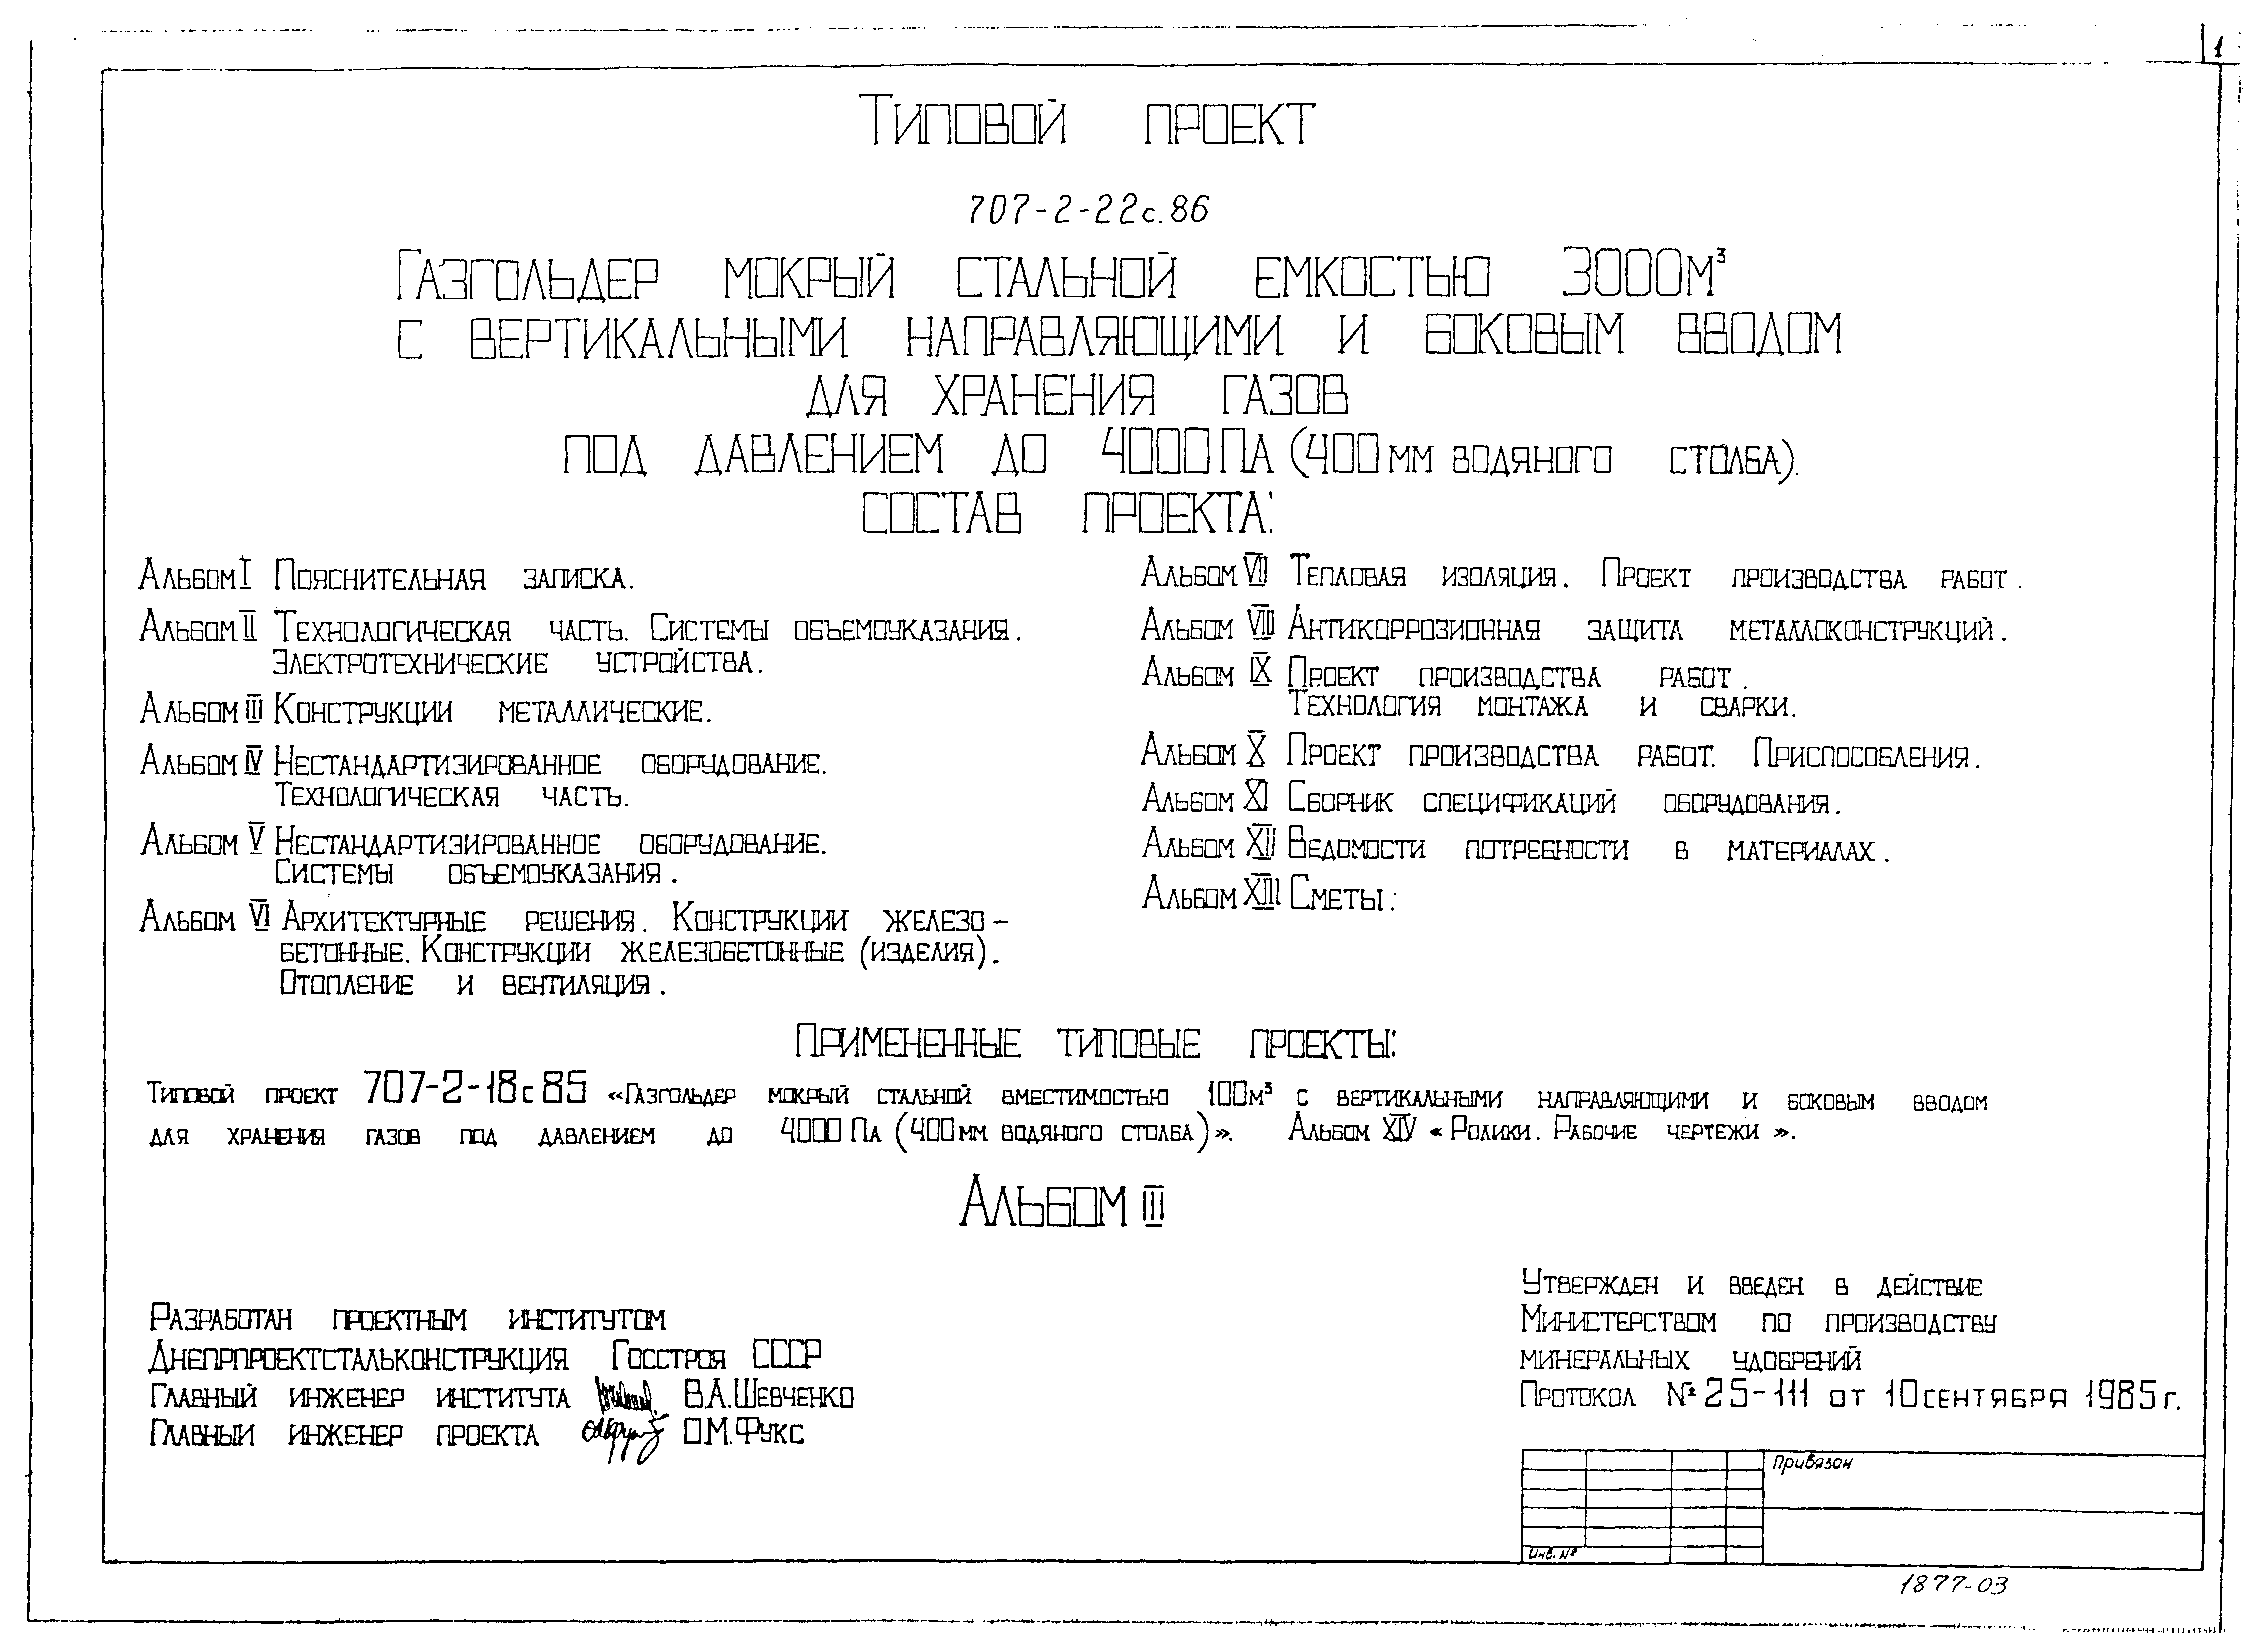 1
Типовой проект
707-2-22с.86
Газгольдер мокрый стальной емкостью 3000м³
с вертикальными направляющими и боковым вводом
для хранения газов
под давлением до 4000 Па (400 мм водяного столба).
состав проекта:
Альбом I Пояснительная записка.
Альбом II Технологическая часть. Системы объемоуказания.
Электротехнические устройства.
Альбом III Конструкции металлические.
Альбом IV Нестандартизированное оборудование.
Технологическая часть.
Альбом V Нестандартизированное оборудование.
Системы объемоуказания.
Альбом VI Архитектурные решения. Конструкции железо-
бетонные. Конструкции железобетонные (изделия).
Отопление и вентиляция.
Альбом VII Тепловая изоляция. Проект производства работ.
Альбом VIII Антикоррозионная защита металлоконструкций.
Альбом IX Проект производства работ.
Технология монтажа и сварки.
Альбом X Проект производства работ. Приспособления.
Альбом XI Сборник спецификаций оборудования.
Альбом XII Ведомости потребности в материалах.
Альбом XIII Сметы.
Примененные типовые проекты:
Типовой проект 707-2-18с85 «Газгольдер мокрый стальной вместимостью 100м³ с вертикальными направляющими и боковым вводом
для хранения газов под давлением до 4000 Па (400 мм водяного столба)». Альбом XIV «Ролики. Рабочие чертежи».
Альбом III
Разработан проектным институтом
Днепрпроектстальконструкция Госстроя СССР
Главный инженер института В.А.Шевченко
Главный инженер проекта О.М.Фукс
Утвержден и введен в действие
Министерством по производству
минеральных удобрений
Протокол № 25-111 от 10 сентября 1985 г.
Привязан
Инв. №
1877-03